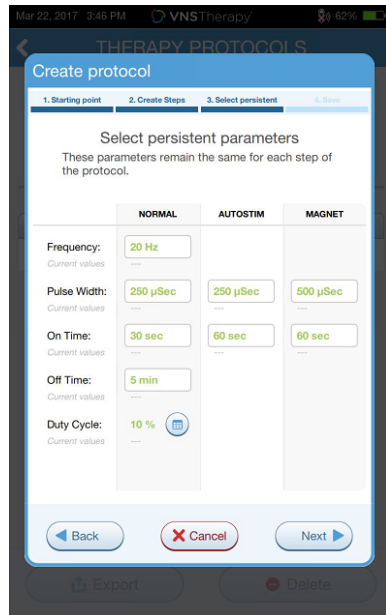 Mar 22, 2017 3:46 PM VNSTherapy 62%
THERAPY PROTOCOLS
Create protocol
1. Starting point 2. Create Steps 3. Select persistent 4. Save
Select persistent parameters
These parameters remain the same for each step of
the protocol.
NORMAL AUTOSTIM MAGNET
Frequency: 20 Hz
Current values ---
Pulse Width: 250 µSec 250 µSec 500 µSec
Current values --- --- ---
On Time: 30 sec 60 sec 60 sec
Current values --- --- ---
Off Time: 5 min
Current values ---
Duty Cycle: 10 %
Current values ---
Back Cancel Next
Export Delete